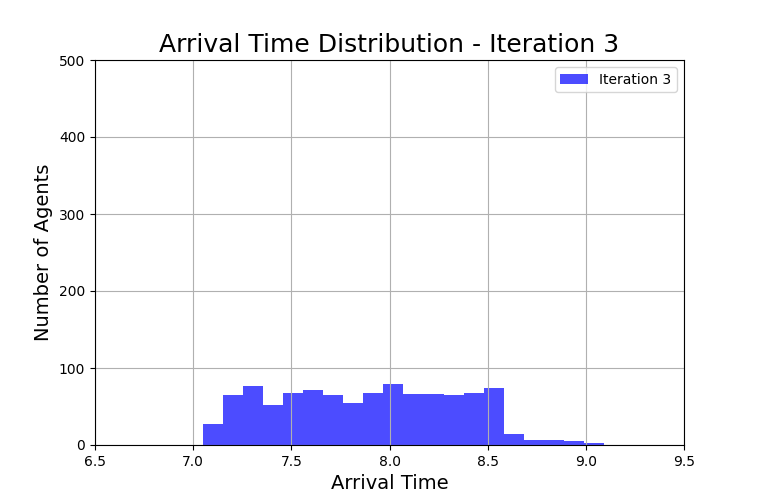 Arrival Time Distribution - Iteration 3
Iteration 3
500
400
300
200
100
0
Number of Agents
6.5 7.0 7.5 8.0 8.5 9.0 9.5
Arrival Time